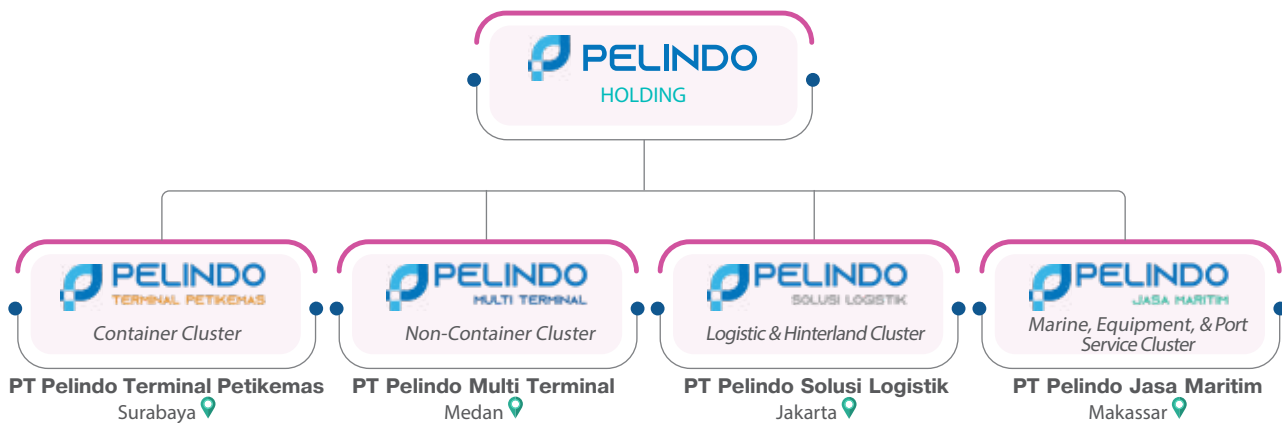 PELINDO
HOLDING
PELINDO
TERMINAL PETIKEMAS
Container Cluster
PT Pelindo Terminal Petikemas
Surabaya
PELINDO
MULTI TERMINAL
Non-Container Cluster
PT Pelindo Multi Terminal
Medan
PELINDO
SOLUSI LOGISTIK
Logistic & Hinterland Cluster
PT Pelindo Solusi Logistik
Jakarta
PELINDO
JASA MARITIM
Marine, Equipment, & Port
Service Cluster
PT Pelindo Jasa Maritim
Makassar